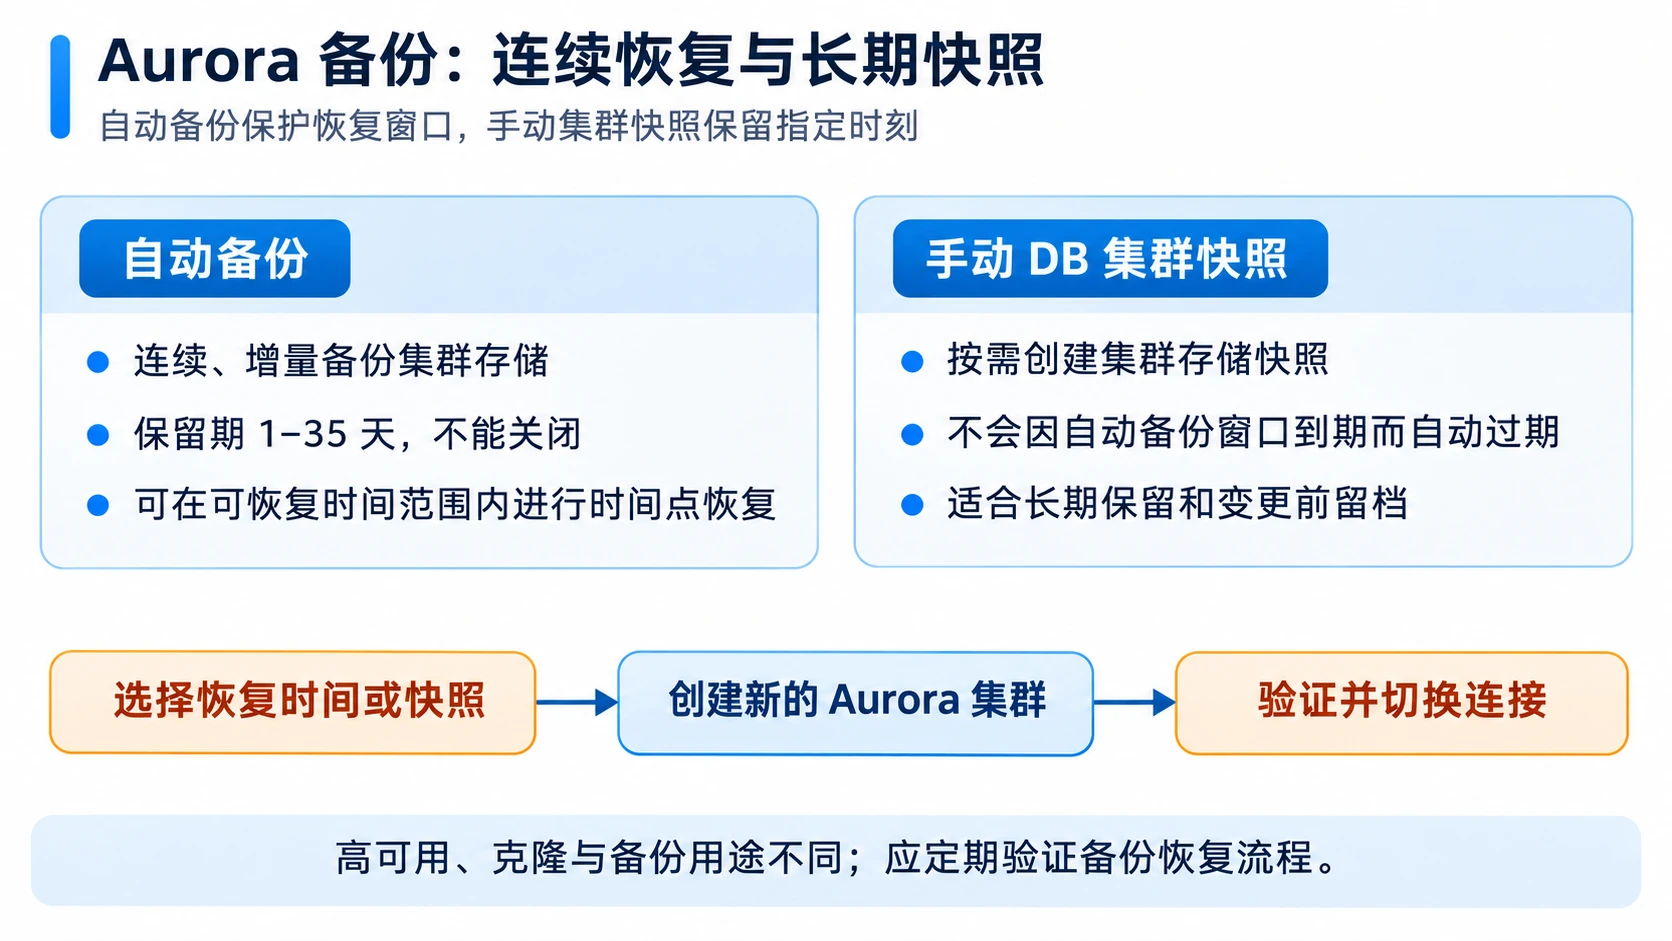 Aurora 备份：连续恢复与长期快照
自动备份保护恢复窗口，手动集群快照保留指定时刻
自动备份
连续、增量备份集群存储
保留期 1–35 天，不能关闭
可在可恢复时间范围内进行时间点恢复
手动 DB 集群快照
按需创建集群存储快照
不会因自动备份窗口到期而自动过期
适合长期保留和变更前留档
选择恢复时间或快照
创建新的 Aurora 集群
验证并切换连接
高可用、克隆与备份用途不同；应定期验证备份恢复流程。